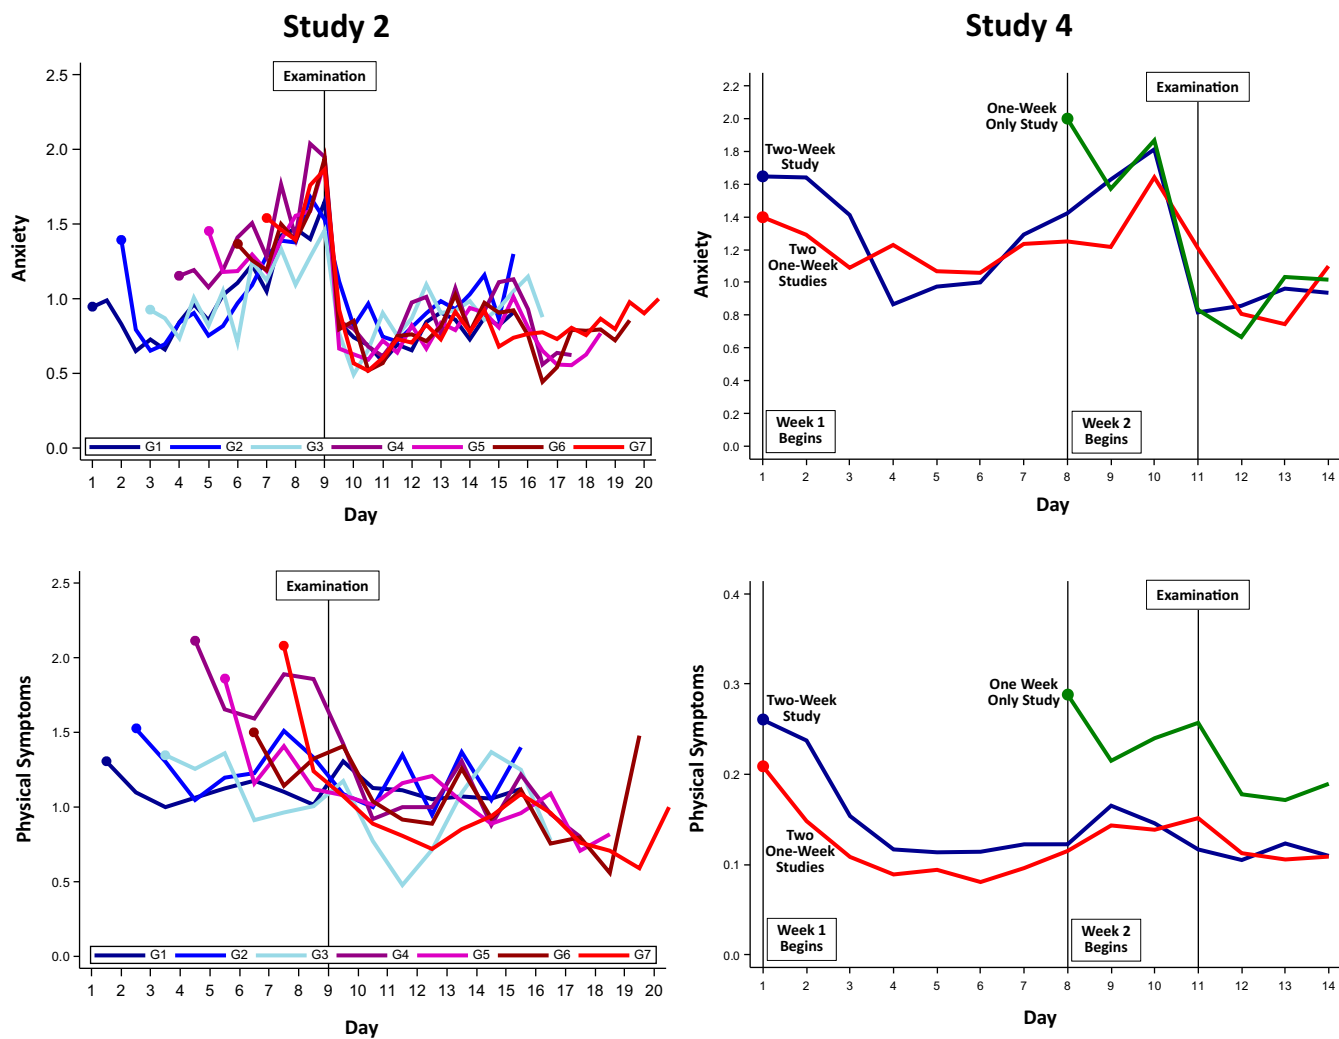 Study 2
Study 4
Examination
2.5
2.0
1.5
1.0
0.5
0.0
Anxiety
G1 G2 G3 G4 G5 G6 G7
1 2 3 4 5 6 7 8 9 10 11 12 13 14 15 16 17 18 19 20
Day
Examination
One-Week
Only Study
Two-Week
Study
Two
One-Week
Studies
2.2
2.0
1.8
1.6
1.4
1.2
1.0
0.8
0.6
0.4
0.2
0.0
Anxiety
Week 1
Begins
Week 2
Begins
1 2 3 4 5 6 7 8 9 10 11 12 13 14
Day
Examination
2.5
2.0
1.5
1.0
0.5
0.0
Physical Symptoms
G1 G2 G3 G4 G5 G6 G7
1 2 3 4 5 6 7 8 9 10 11 12 13 14 15 16 17 18 19 20
Day
Examination
One Week
Only Study
Two-Week
Study
Two
One-Week
Studies
0.4
0.3
0.2
0.1
0.0
Physical Symptoms
Week 1
Begins
Week 2
Begins
1 2 3 4 5 6 7 8 9 10 11 12 13 14
Day